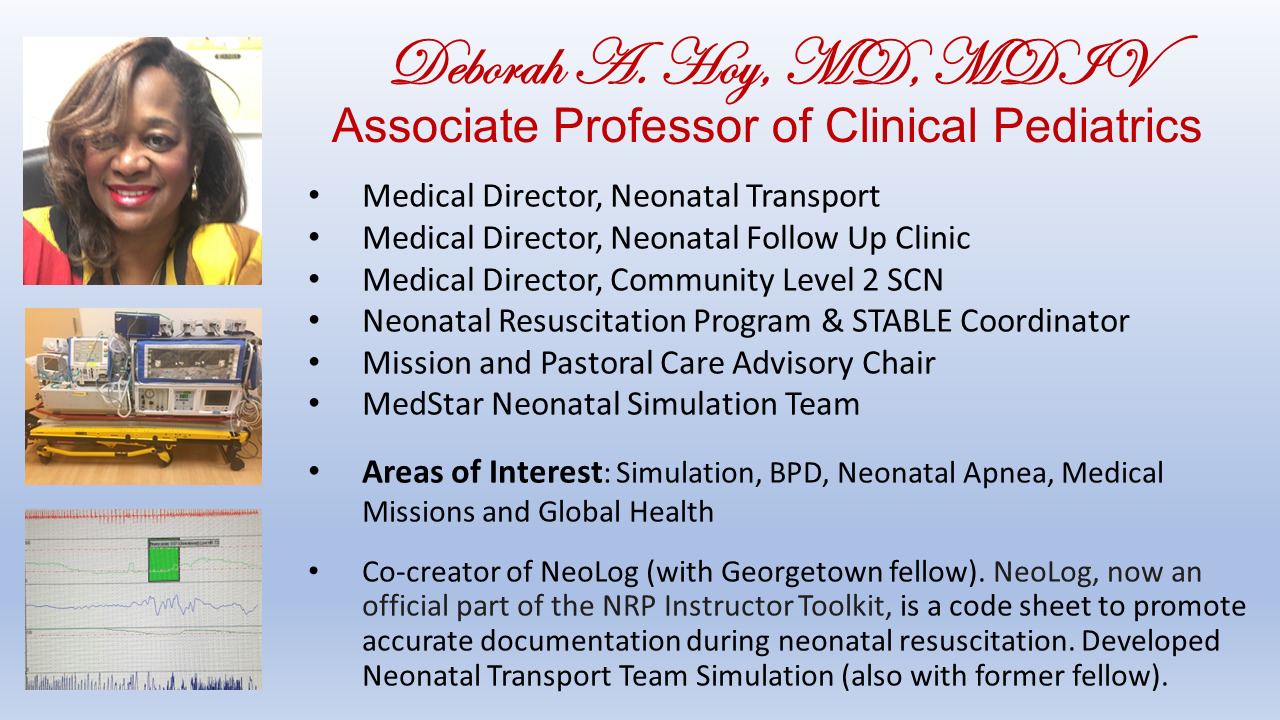 Deborah A. Hoy, MD, MDIV
Associate Professor of Clinical Pediatrics
• Medical Director, Neonatal Transport
• Medical Director, Neonatal Follow Up Clinic
• Medical Director, Community Level 2 SCN
• Neonatal Resuscitation Program & STABLE Coordinator
• Mission and Pastoral Care Advisory Chair
• MedStar Neonatal Simulation Team
• Areas of Interest: Simulation, BPD, Neonatal Apnea, Medical
Missions and Global Health
• Co-creator of NeoLog (with Georgetown fellow). NeoLog, now an
official part of the NRP Instructor Toolkit, is a code sheet to promote
accurate documentation during neonatal resuscitation. Developed
Neonatal Transport Team Simulation (also with former fellow).